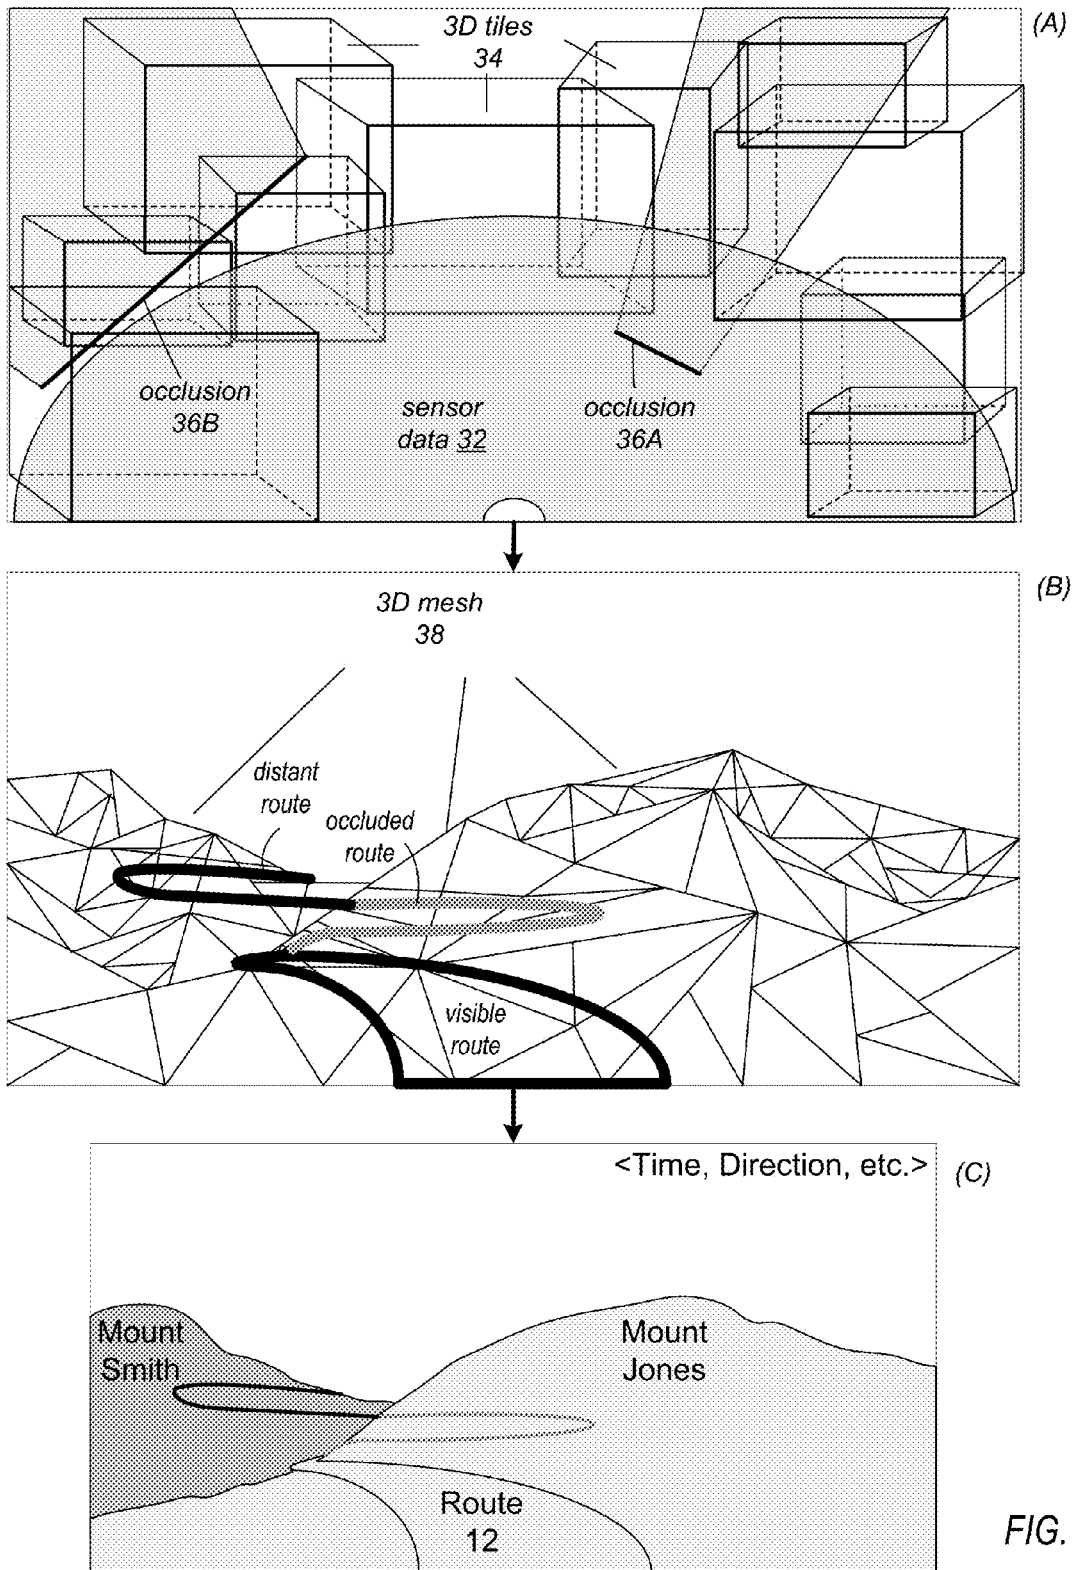 3D tiles
34
(A)
occlusion
36B
sensor
data 32
occlusion
36A
3D mesh
38
(B)
distant
route
occluded
route
visible
route
<Time, Direction, etc.>
(C)
Mount
Smith
Mount
Jones
Route
12
FIG.